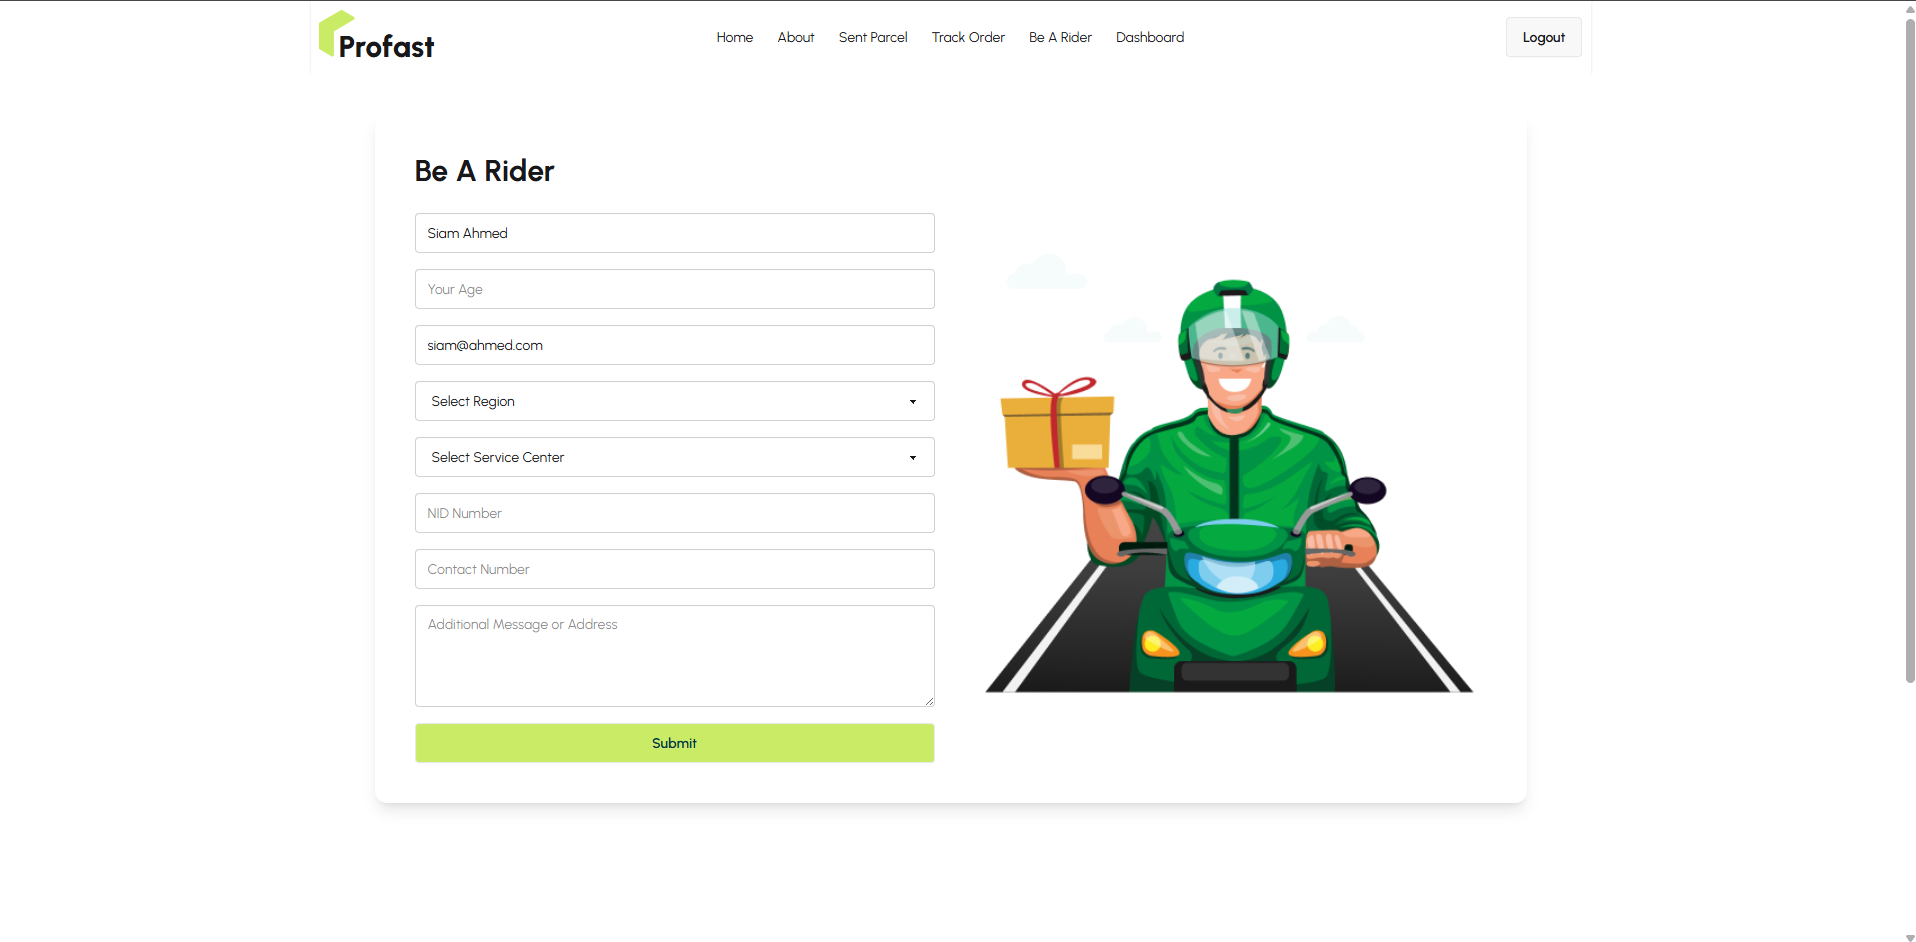 Profast
Home About Sent Parcel Track Order Be A Rider Dashboard
Logout
Be A Rider
Siam Ahmed
Your Age
siam@ahmed.com
Select Region
Select Service Center
NID Number
Contact Number
Additional Message or Address
Submit